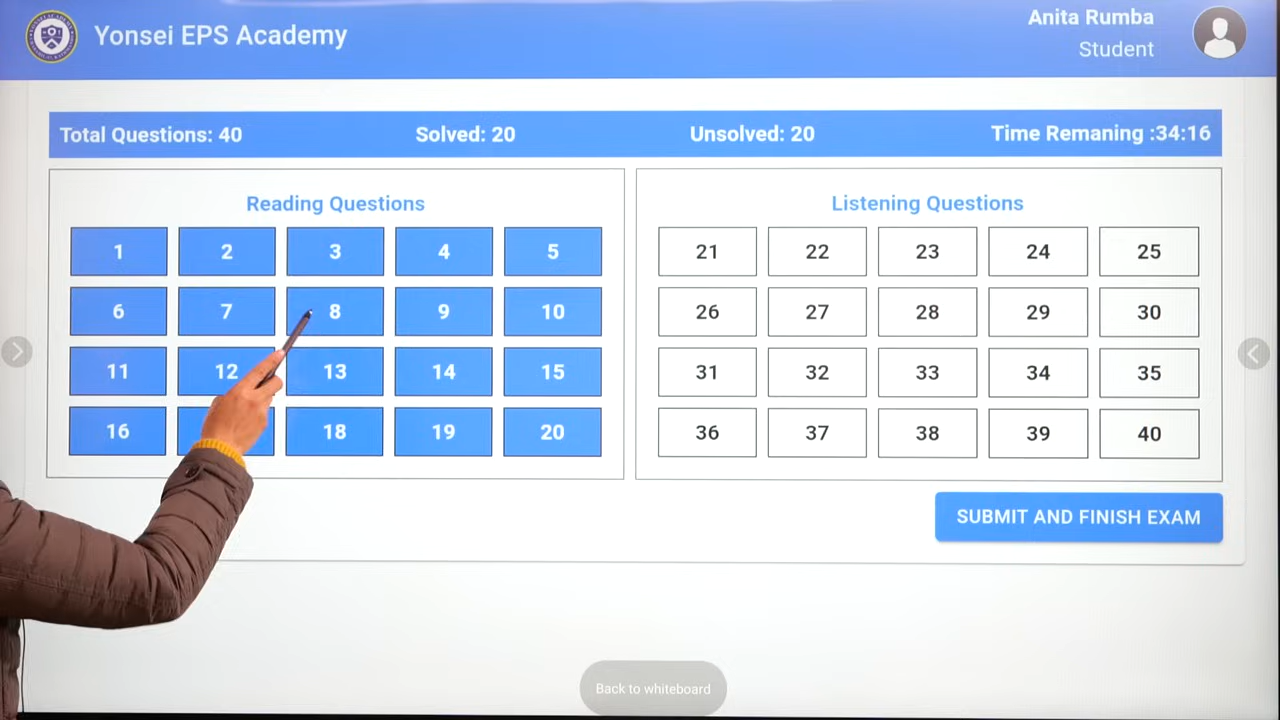 Yonsei EPS Academy
Anita Rumba
Student
Total Questions: 40 Solved: 20 Unsolved: 20 Time Remaning :34:16
Reading Questions
1 2 3 4 5
6 7 8 9 10
11 12 13 14 15
16 18 19 20
Listening Questions
21 22 23 24 25
26 27 28 29 30
31 32 33 34 35
36 37 38 39 40
SUBMIT AND FINISH EXAM
Back to whiteboard